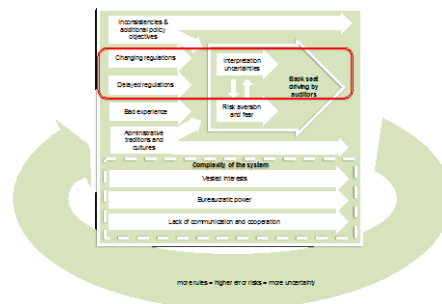 Inconsistencies &
additional policy
objectives
Changing regulations
Delayed regulations
Bad experience
Administrative
traditions and
cultures
Interpretation
uncertainties
Risk aversion
and fear
Back seat
driving by
auditors
Complexity of the system
Vested interests
Bureaucratic power
Lack of communication and cooperation
more rules = higher error risks = more uncertainty